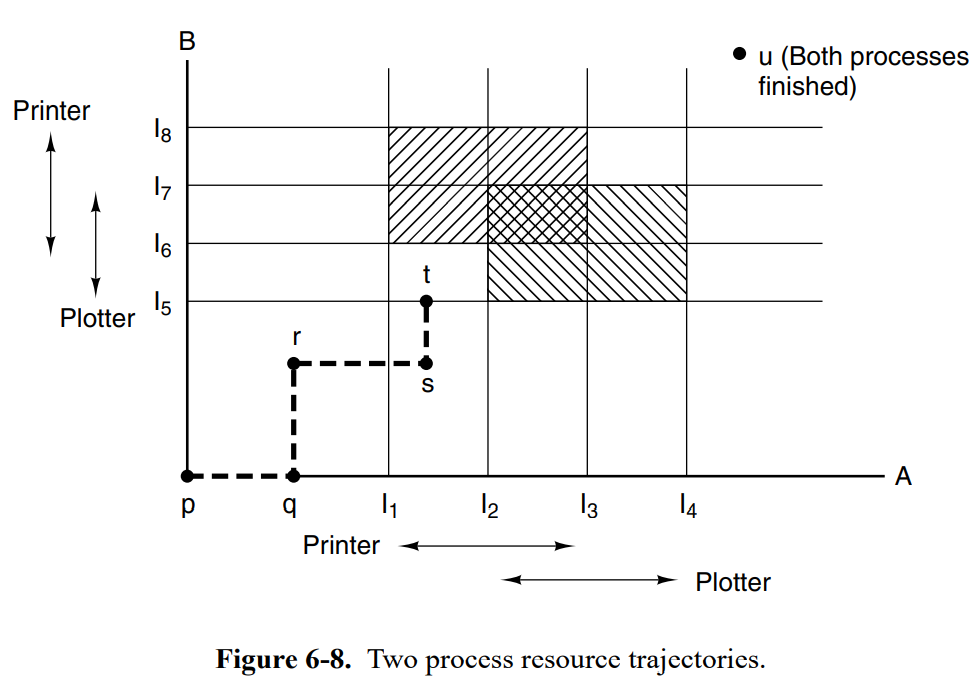 B
u (Both processes
finished)
Printer
I8
I7
I6
t
I5
Plotter
r
s
A
p q I1 I2 I3 I4
Printer
Plotter
Figure 6-8. Two process resource trajectories.